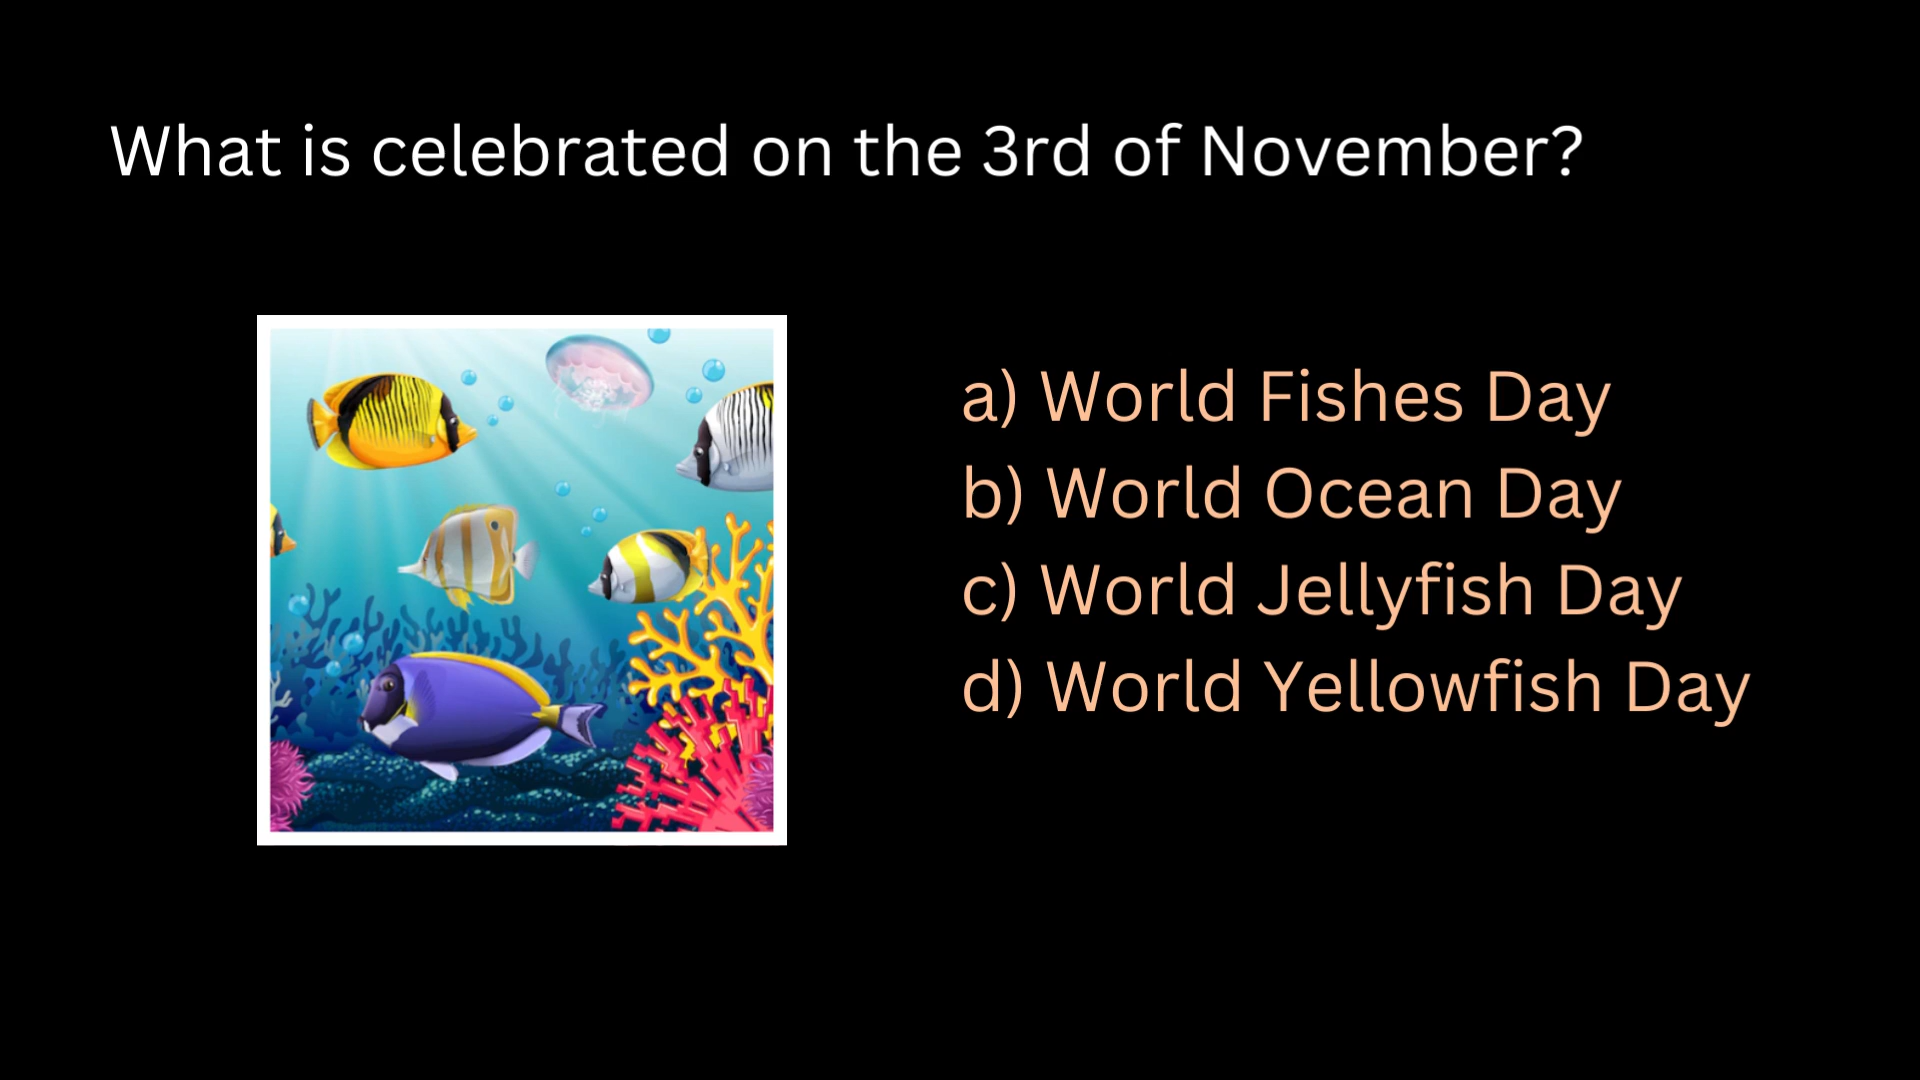 What is celebrated on the 3rd of November?
a) World Fishes Day
b) World Ocean Day
c) World Jellyfish Day
d) World Yellowfish Day